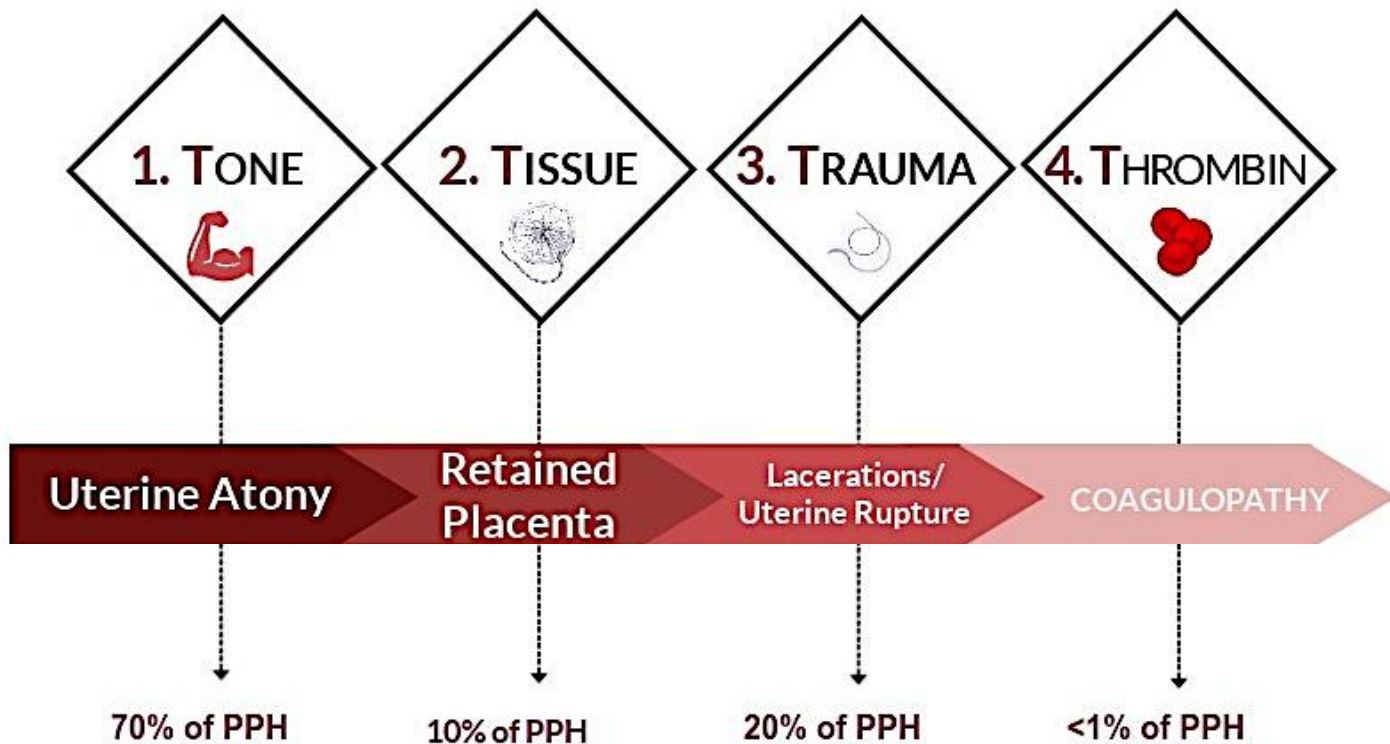 1. TONE
2. TISSUE
3. TRAUMA
4. THROMBIN
Uterine Atony
Retained
Placenta
Lacerations/
Uterine Rupture
COAGULOPATHY
70% of PPH
10% of PPH
20% of PPH
<1% of PPH